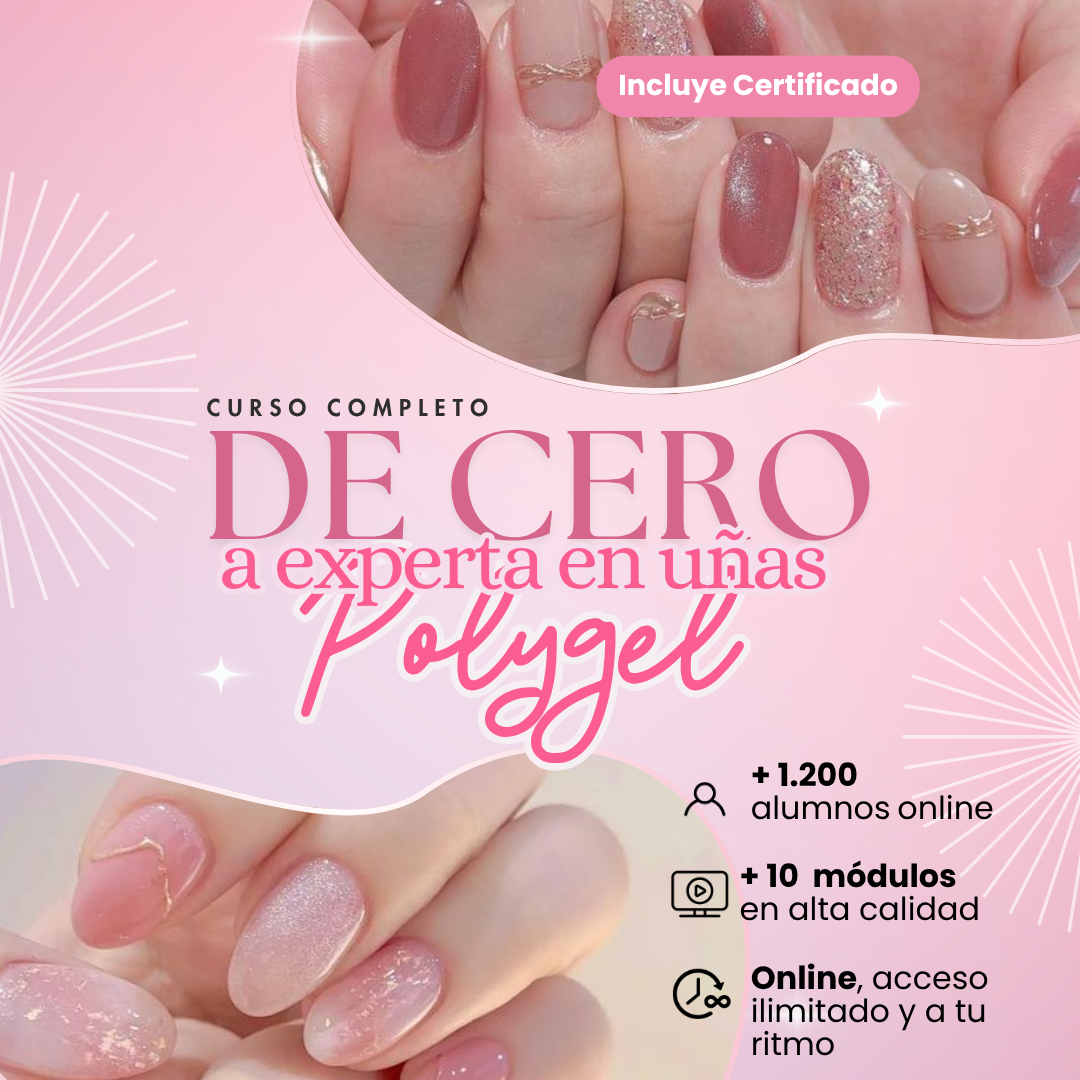 Incluye Certificado
CURSO COMPLETO
DE CERO
a experta en uñas
Polygel
+ 1.200
alumnos online
+ 10 módulos
en alta calidad
Online, acceso
ilimitado y a tu
ritmo